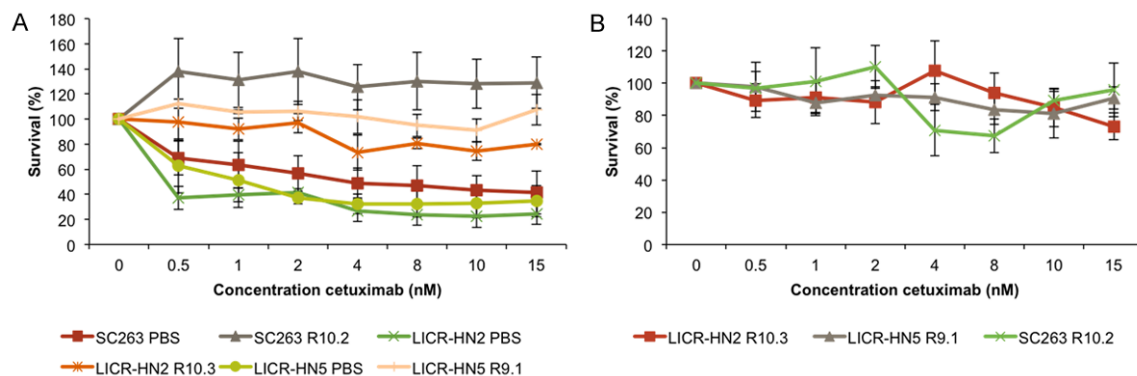 A
Survival (%)
180
160
140
120
100
80
60
40
20
0
0 0.5 1 2 4 8 10 15
Concentration cetuximab (nM)
SC263 PBS SC263 R10.2 LICR-HN2 PBS
LICR-HN2 R10.3 LICR-HN5 PBS LICR-HN5 R9.1
B
Survival (%)
140
120
100
80
60
40
20
0
0 0.5 1 2 4 8 10 15
Concentration cetuximab (nM)
LICR-HN2 R10.3 LICR-HN5 R9.1 SC263 R10.2